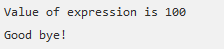 Value of expression is 100
Good bye!